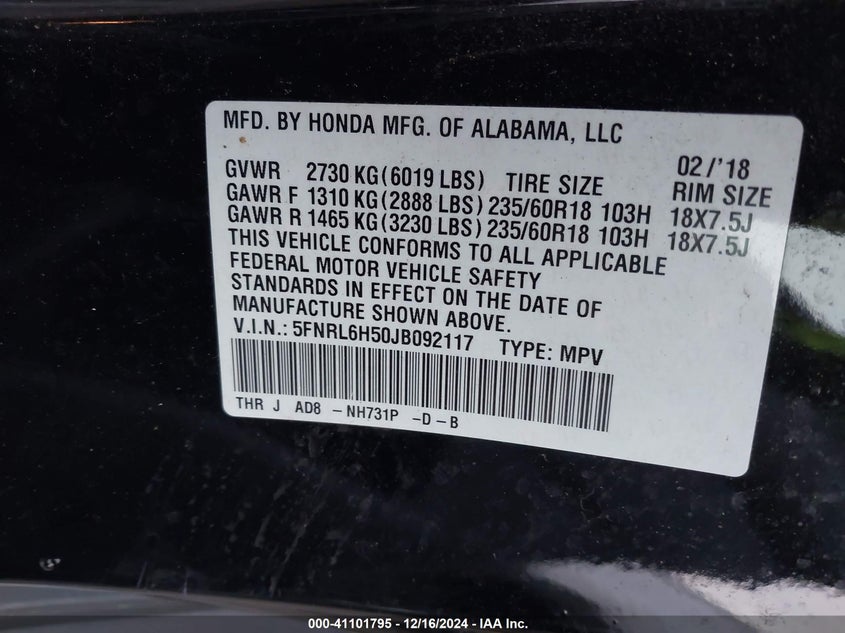 MFD. BY HONDA MFG. OF ALABAMA, LLC
02/'18
GVWR 2730 KG(6019 LBS) TIRE SIZE RIM SIZE
GAWR F 1310 KG(2888 LBS) 235/60R18 103H 18X7.5J
GAWR R 1465 KG(3230 LBS) 235/60R18 103H 18X7.5J
THIS VEHICLE CONFORMS TO ALL APPLICABLE
FEDERAL MOTOR VEHICLE SAFETY
STANDARDS IN EFFECT ON THE DATE OF
MANUFACTURE SHOWN ABOVE.
V.I.N.: 5FNRL6H50JB092117 TYPE: MPV
THR J AD8 -NH731P -D-B
000-41101795 - 12/16/2024 - IAA Inc.